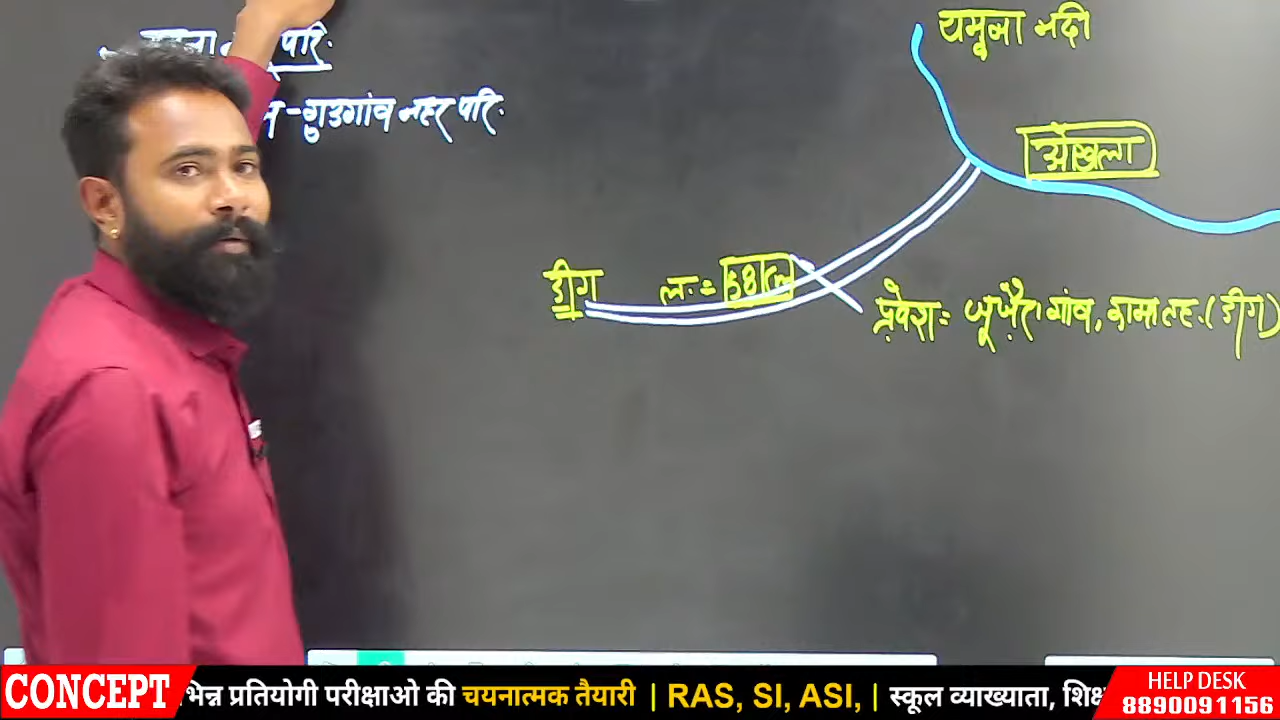 परि.
-गुड़गांव नहर परि.
यमुना नदी
ओखला
डीग
ल. = 58 कि.
प्रवेश = जुरैरा गांव, कामा तह. (डीग)
CONCEPT
भिन्न प्रतियोगी परीक्षाओ की चयनात्मक तैयारी | RAS, SI, ASI, | स्कूल व्याख्याता,
HELP DESK
8890091156